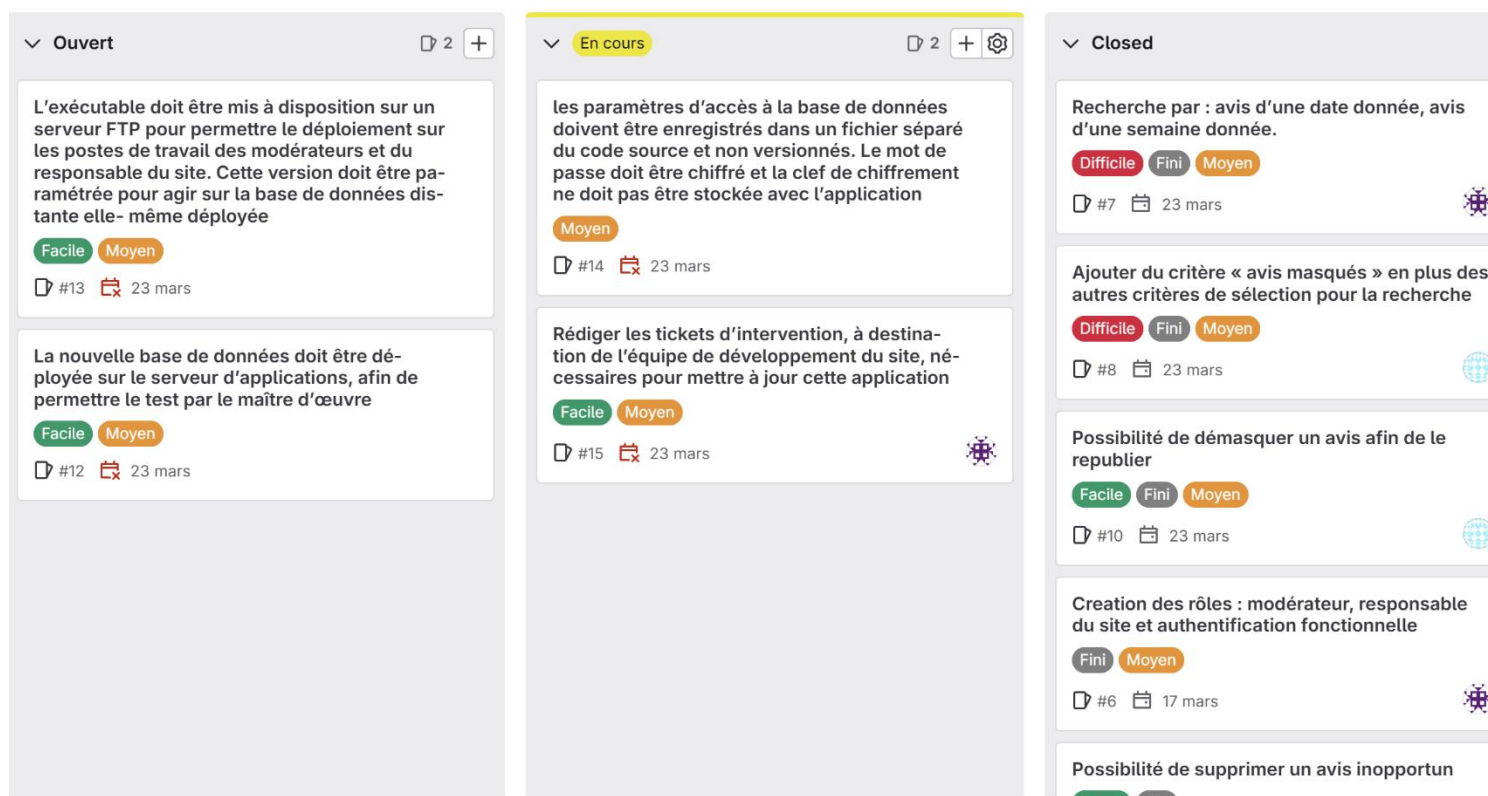 Ouvert
2
L'exécutable doit être mis à disposition sur un
serveur FTP pour permettre le déploiement sur
les postes de travail des modérateurs et du
responsable du site. Cette version doit être pa-
ramétrée pour agir sur la base de données dis-
tante elle- même déployée
Facile Moyen
#13 23 mars
La nouvelle base de données doit être dé-
ployée sur le serveur d'applications, afin de
permettre le test par le maître d'œuvre
Facile Moyen
#12 23 mars
En cours
2
les paramètres d'accès à la base de données
doivent être enregistrés dans un fichier séparé
du code source et non versionnés. Le mot de
passe doit être chiffré et la clef de chiffrement
ne doit pas être stockée avec l'application
Moyen
#14 23 mars
Rédiger les tickets d'intervention, à destina-
tion de l'équipe de développement du site, né-
cessaires pour mettre à jour cette application
Facile Moyen
#15 23 mars
Closed
Recherche par : avis d'une date donnée, avis
d'une semaine donnée.
Difficile Fini Moyen
#7 23 mars
Ajouter du critère « avis masqués » en plus des
autres critères de sélection pour la recherche
Difficile Fini Moyen
#8 23 mars
Possibilité de démasquer un avis afin de le
republier
Facile Fini Moyen
#10 23 mars
Creation des rôles : modérateur, responsable
du site et authentification fonctionnelle
Fini Moyen
#6 17 mars
Possibilité de supprimer un avis inopportun